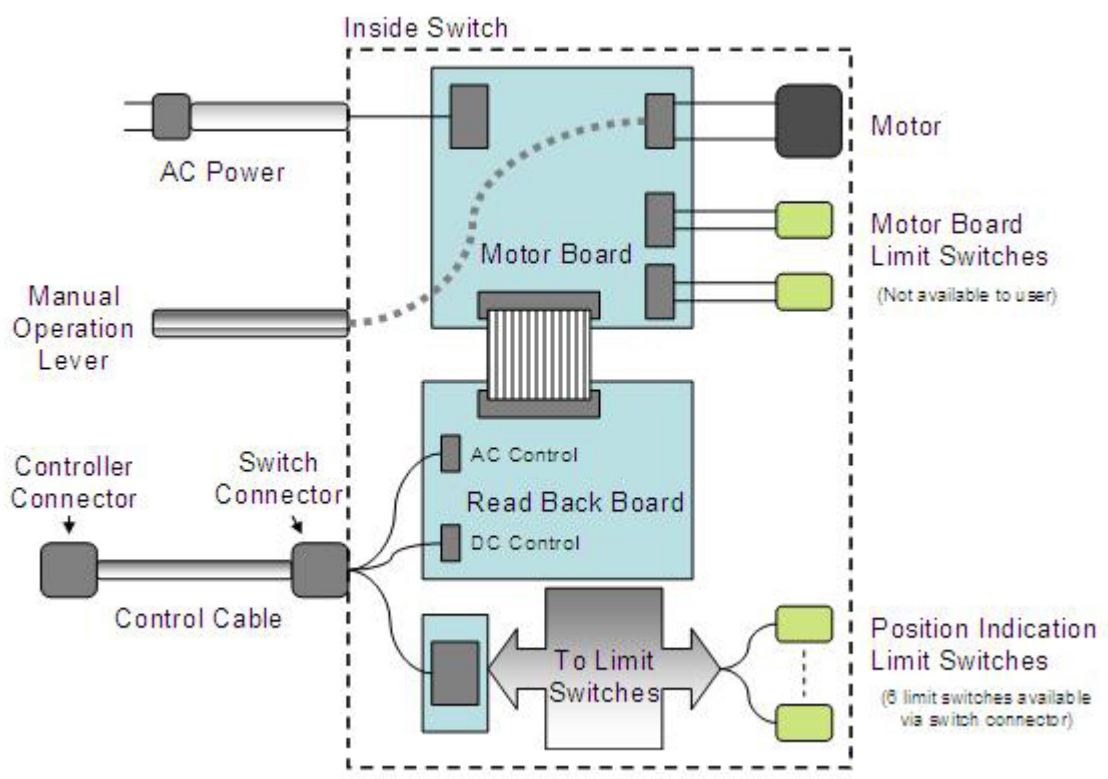 Inside Switch
AC Power
Motor
Motor Board
Limit Switches
(Not available to user)
Motor Board
Manual
Operation
Lever
AC Control
Read Back Board
DC Control
Controller
Connector
Switch
Connector
Control Cable
To Limit
Switches
Position Indication
Limit Switches
(6 limit switches available
via switch connector)